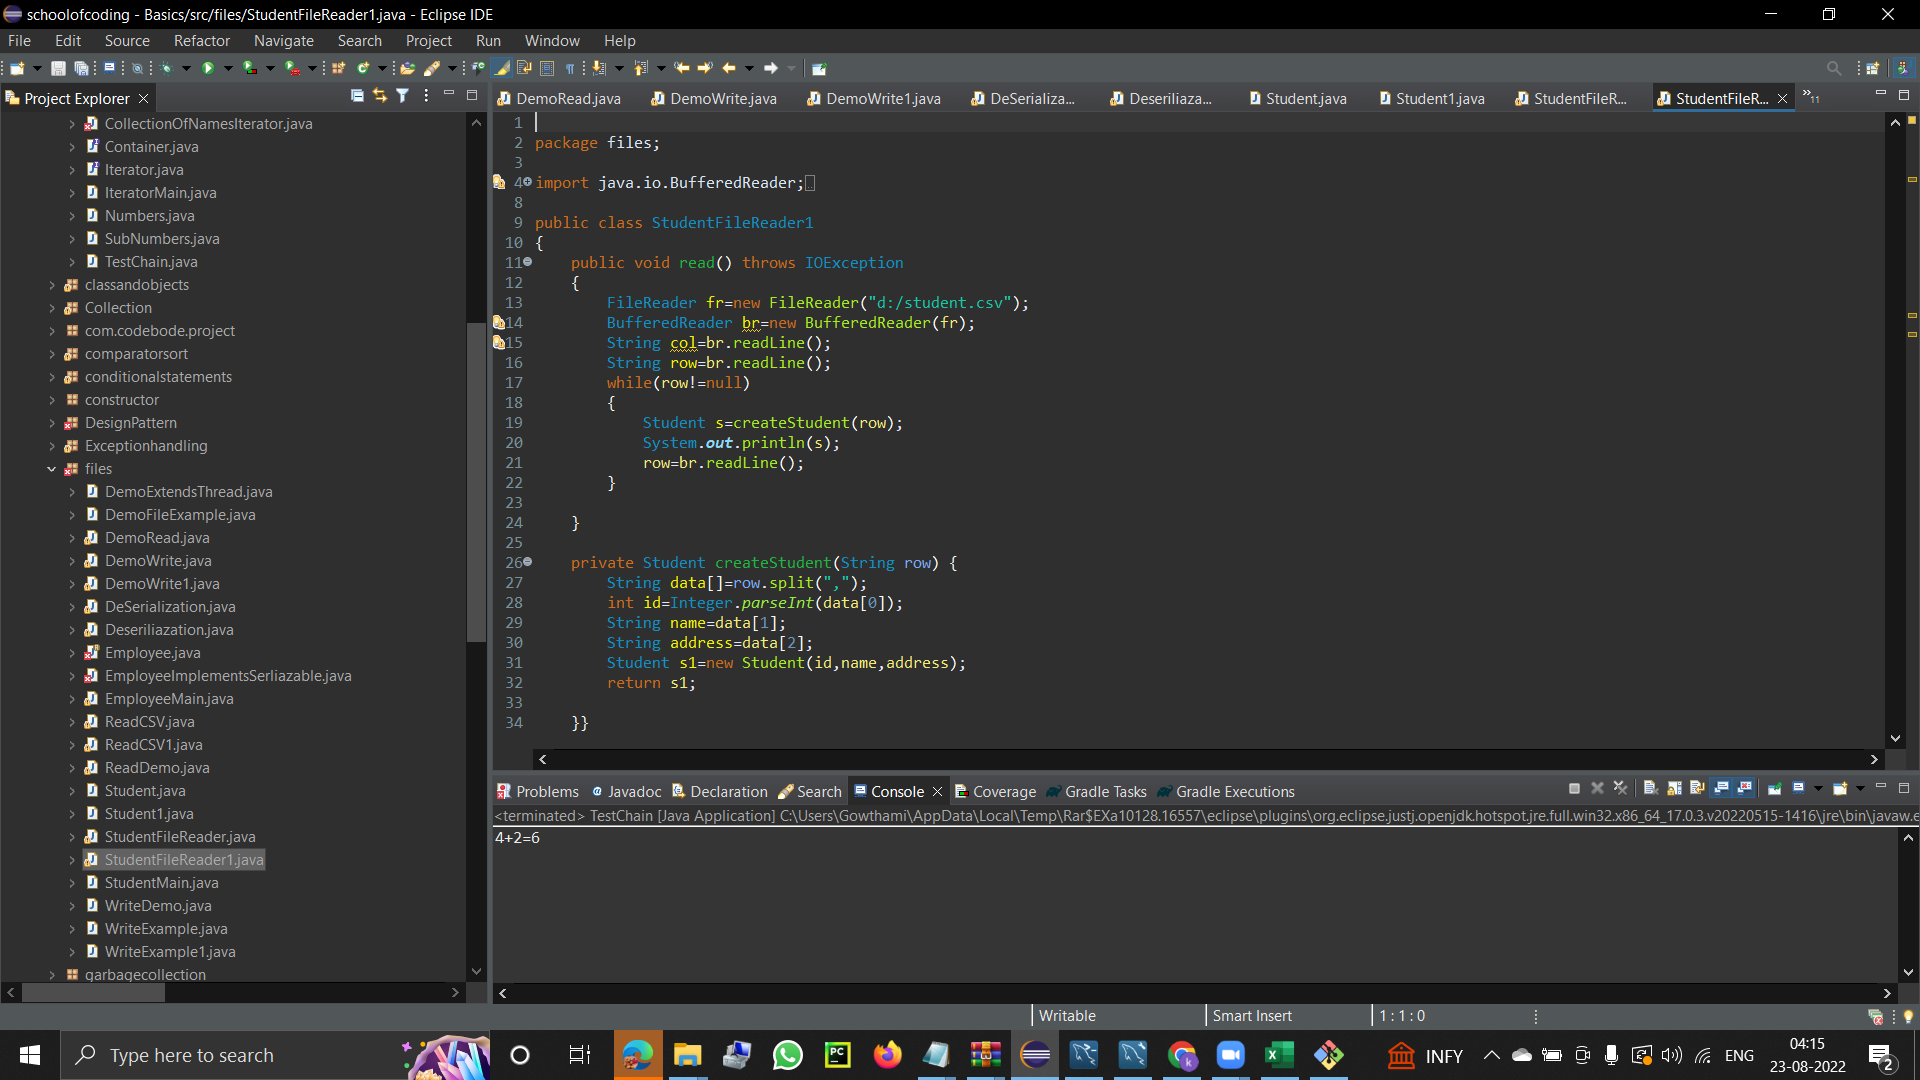 schoolofcoding - Basics/src/files/StudentFileReader1.java - Eclipse IDE
File Edit Source Refactor Navigate Search Project Run Window Help
Project Explorer
CollectionOfNamesIterator.java
Container.java
Iterator.java
IteratorMain.java
Numbers.java
SubNumbers.java
TestChain.java
classandobjects
Collection
com.codebode.project
comparatorsort
conditionalstatements
constructor
DesignPattern
Exceptionhandling
files
DemoExtendsThread.java
DemoFileExample.java
DemoRead.java
DemoWrite.java
DemoWrite1.java
DeSerialization.java
Deseriliazation.java
Employee.java
EmployeeImplementsSerliazable.java
EmployeeMain.java
ReadCSV.java
ReadCSV1.java
ReadDemo.java
Student.java
Student1.java
StudentFileReader.java
StudentFileReader1.java
StudentMain.java
WriteDemo.java
WriteExample.java
WriteExample1.java
garbagecollection
DemoRead.java DemoWrite.java DemoWrite1.java DeSerializa... Deseriliaza... Student.java Student1.java StudentFileR... StudentFileR... 11
1
2 package files;
3
4 import java.io.BufferedReader;
8
9 public class StudentFileReader1
10 {
11 public void read() throws IOException
12 {
13 FileReader fr=new FileReader("d:/student.csv");
14 BufferedReader br=new BufferedReader(fr);
15 String col=br.readLine();
16 String row=br.readLine();
17 while(row!=null)
18 {
19 Student s=createStudent(row);
20 System.out.println(s);
21 row=br.readLine();
22 }
23
24 }
25
26 private Student createStudent(String row) {
27 String data[]=row.split(",");
28 int id=Integer.parseInt(data[0]);
29 String name=data[1];
30 String address=data[2];
31 Student s1=new Student(id,name,address);
32 return s1;
33
34 }}
Problems Javadoc Declaration Search Console Coverage Gradle Tasks Gradle Executions
<terminated> TestChain [Java Application] C:\Users\Gowthami\AppData\Local\Temp\Rar$EXa10128.16557\eclipse\plugins\org.eclipse.justj.openjdk.hotspot.jre.full.win32.x86_64_17.0.3.v20220515-1416\jre\bin\javaw.e
4+2=6
Writable Smart Insert 1 : 1 : 0
Type here to search
PC
INFY
ENG
04:15
23-08-2022
2